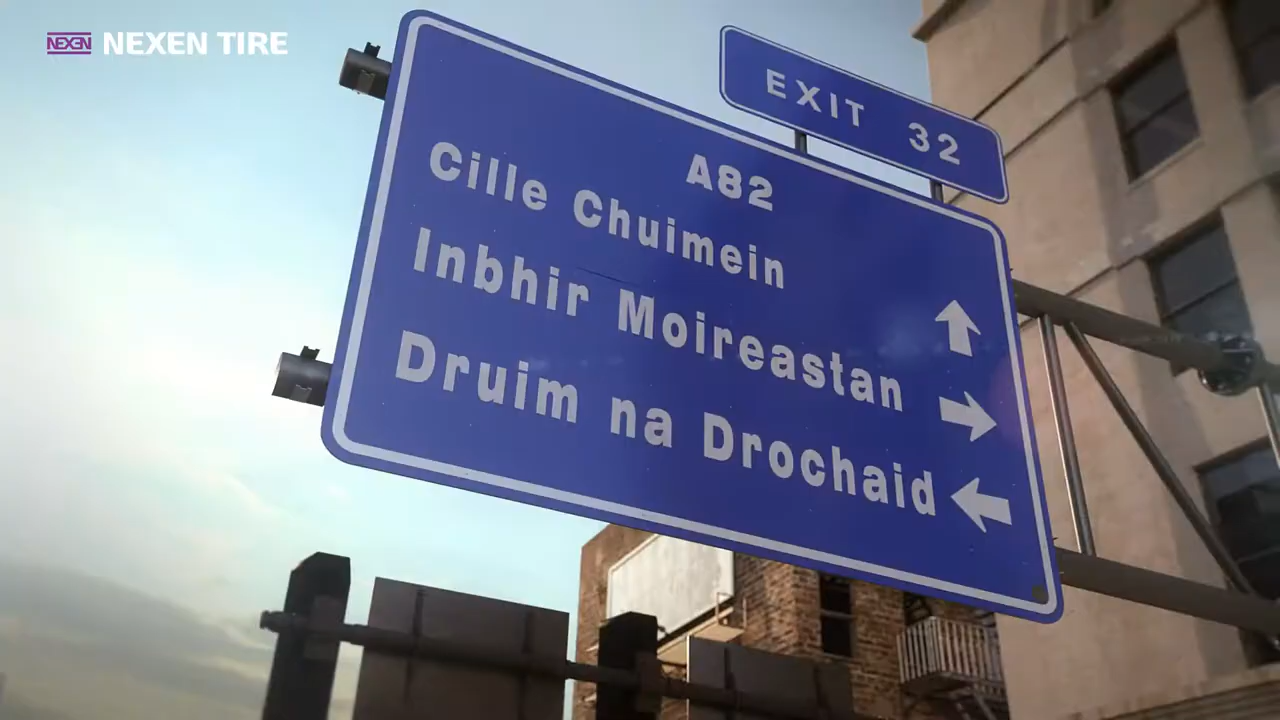 NEXEN NEXEN TIRE
EXIT 32
A82
Cille Chuimein
Inbhir Moireastan
Druim na Drochaid